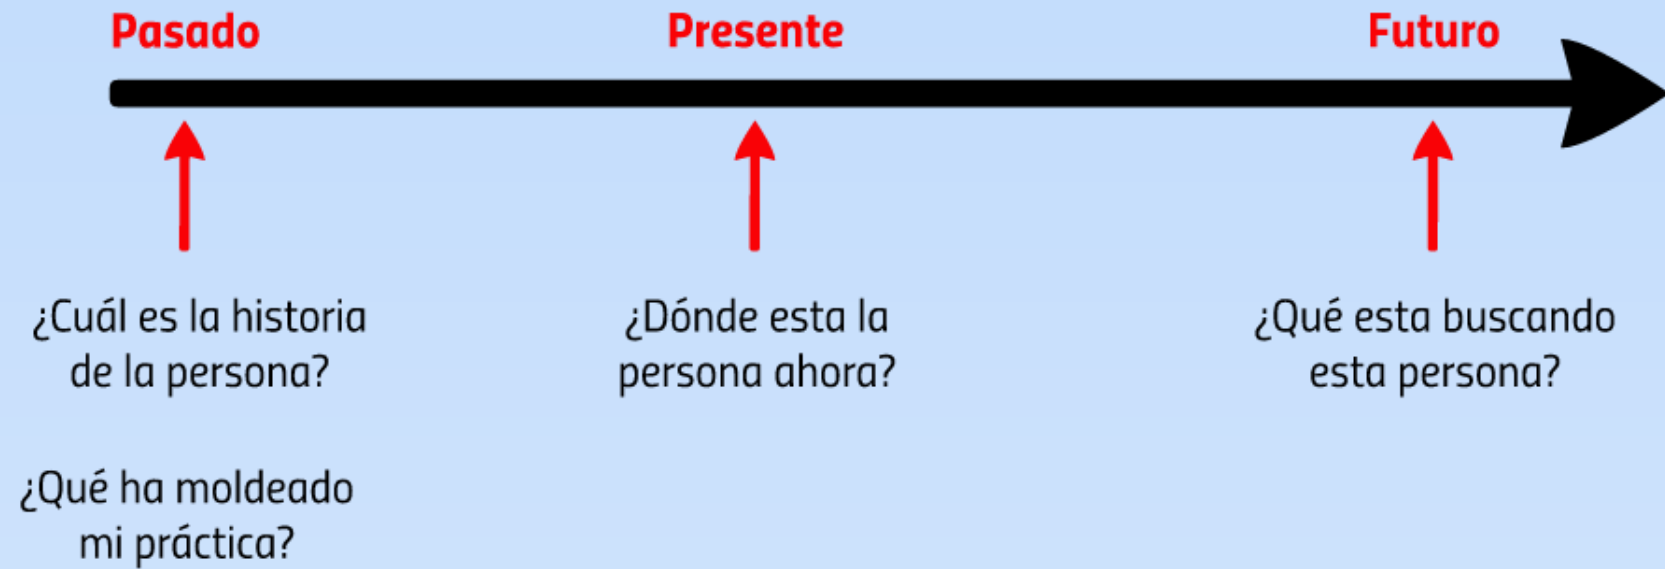 Pasado
Presente
Futuro
¿Cuál es la historia
de la persona?
¿Dónde esta la
persona ahora?
¿Qué esta buscando
esta persona?
¿Qué ha moldeado
mi práctica?